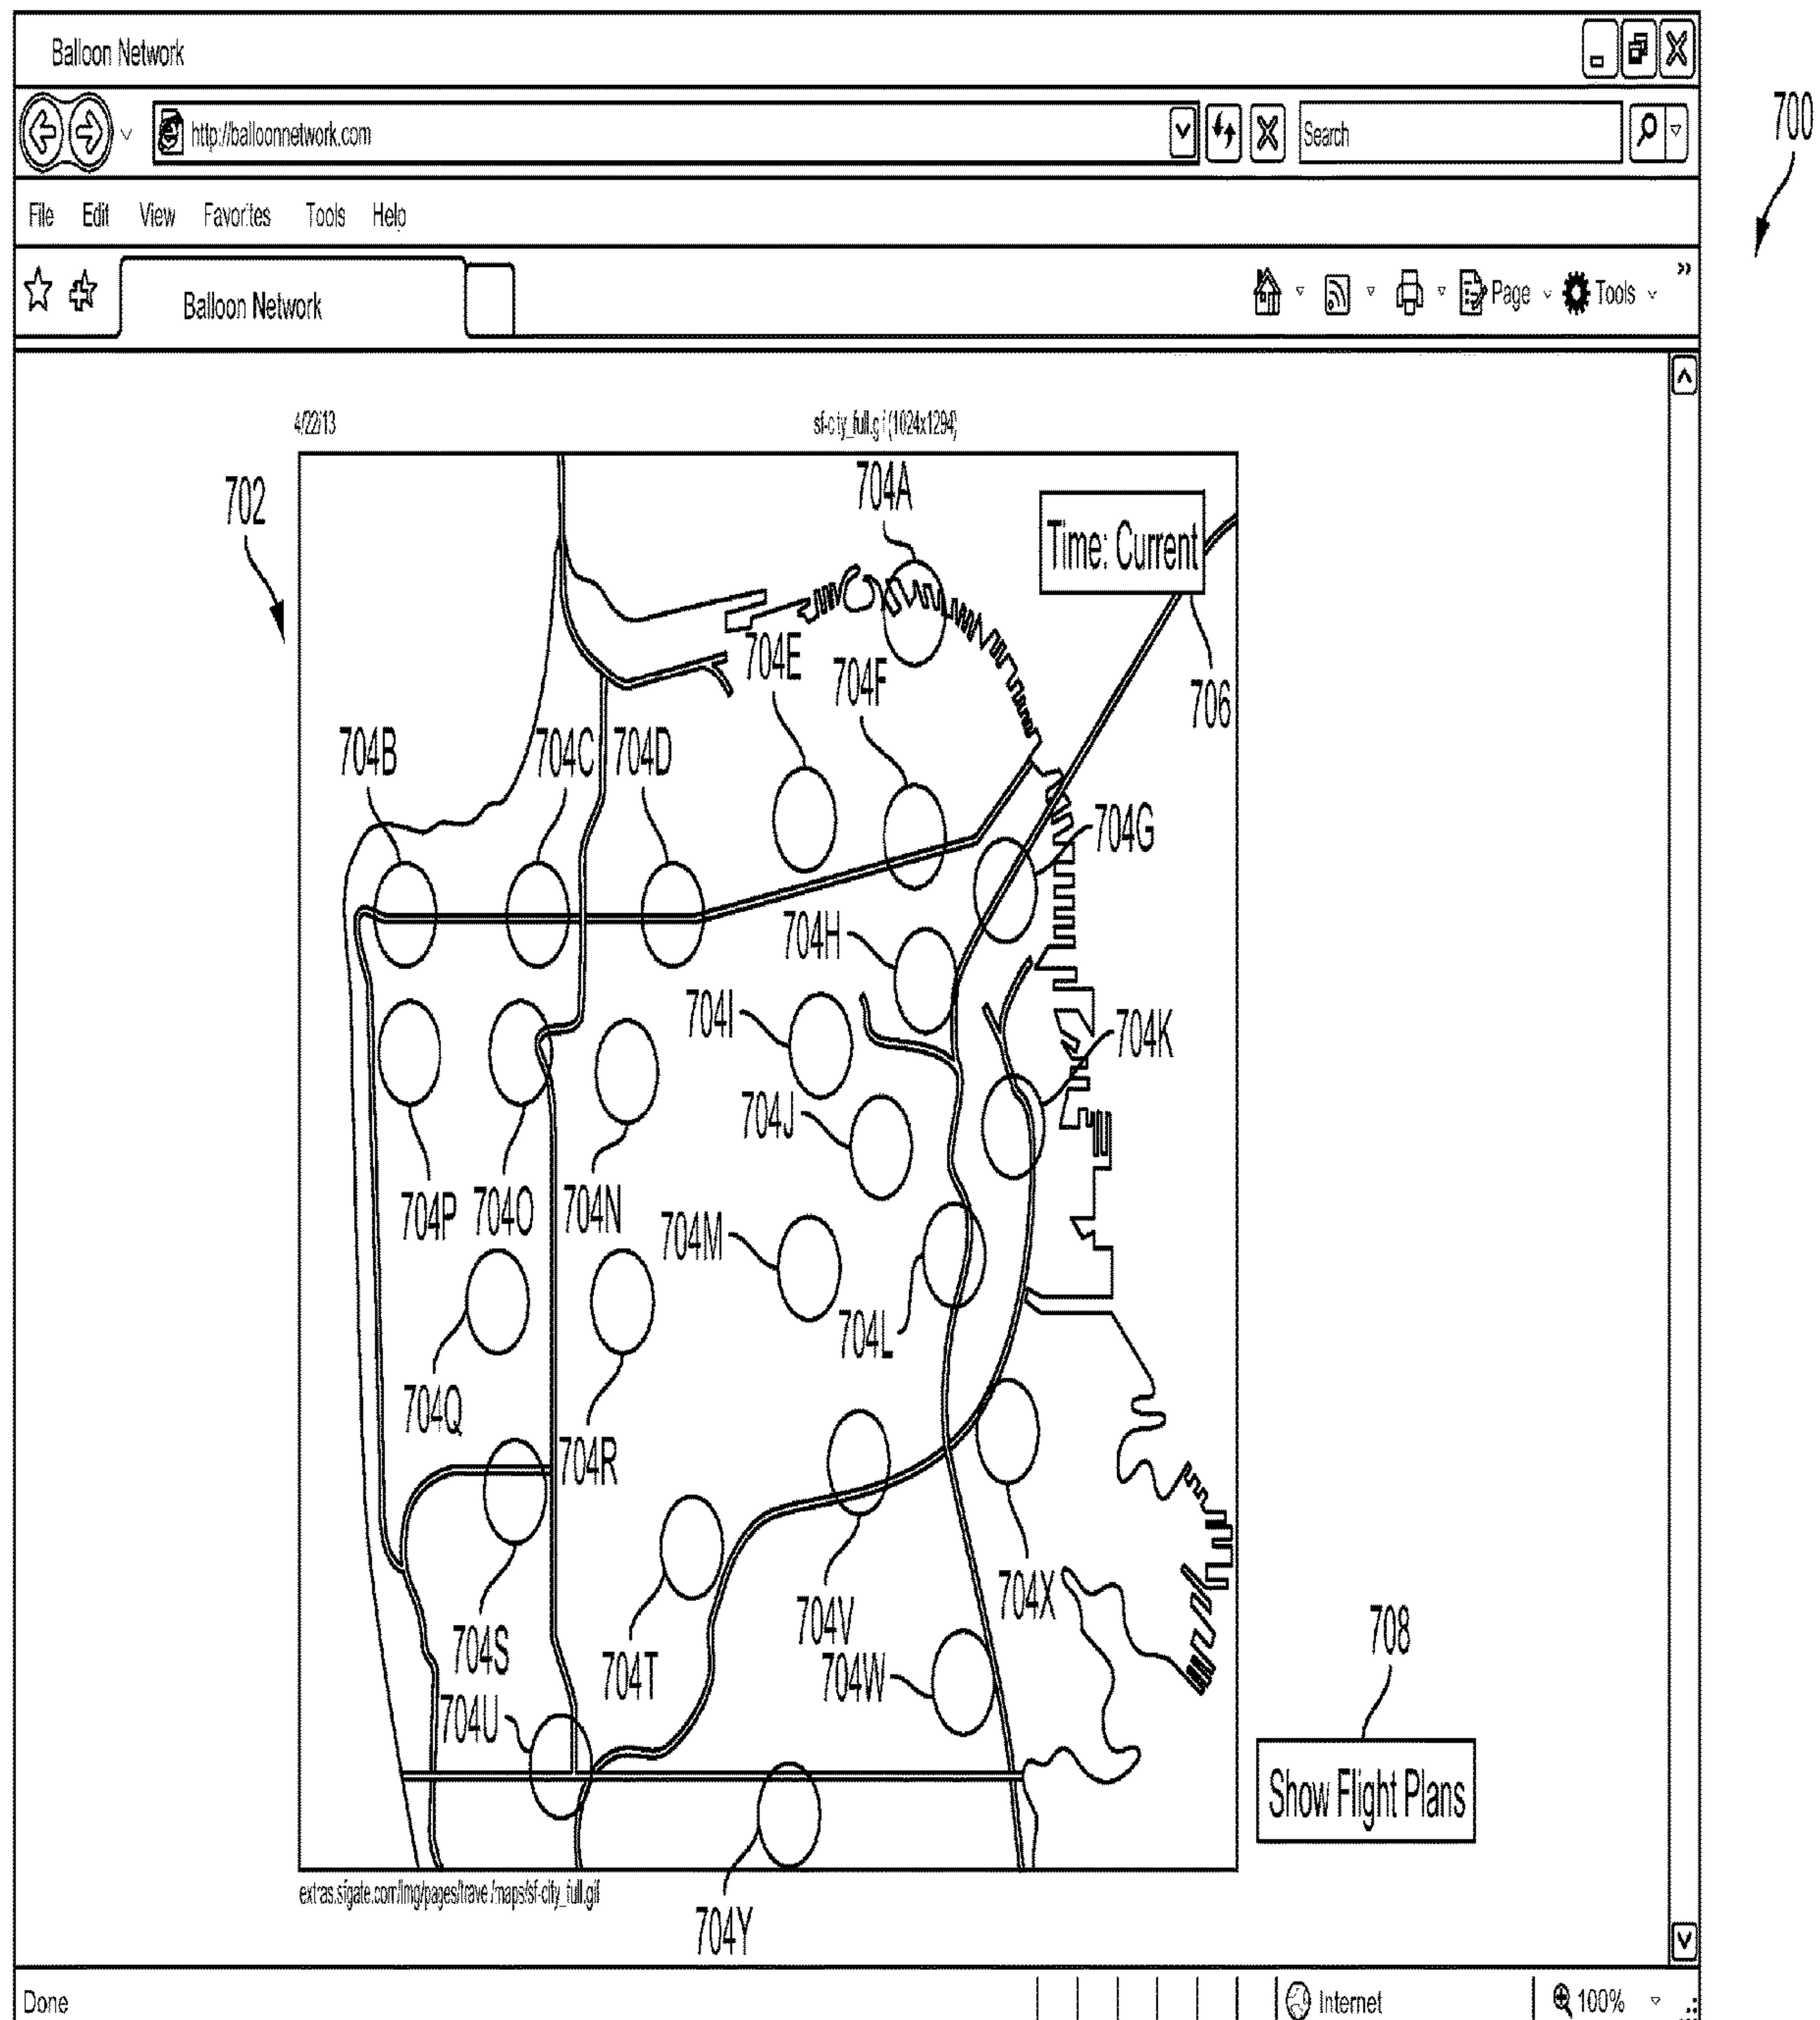 Balloon Network
http://balloonnetwork.com
Search
700
File Edit View Favorites Tools Help
Balloon Network
Page Tools »
4/22/13 sf-city_full.gif (1024x1294)
702
704A
Time: Current
706
704E
704F
704B
704C
704D
704G
704H
704I
704K
704J
704P
704O
704N
704M
704L
704Q
704R
704S
704T
704V
704X
704W
704U
708
Show Flight Plans
extras.sfgate.com/img/pages/travel/maps/sf-city_full.gif
704Y
Done Internet 100%